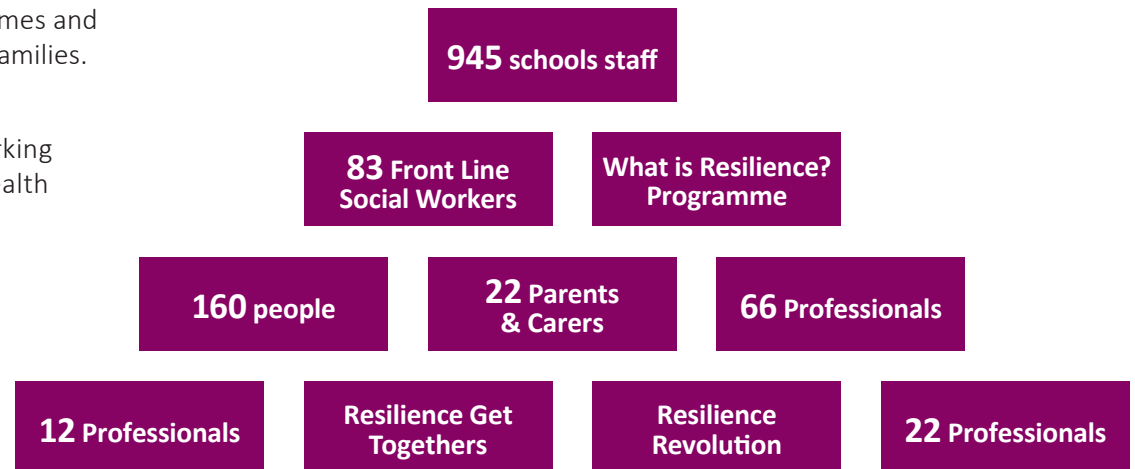 mes and
amilies.
rking
ealth
945 schools staff
83 Front Line
Social Workers
What is Resilience?
Programme
160 people
22 Parents
& Carers
66 Professionals
12 Professionals
Resilience Get
Togethers
Resilience
Revolution
22 Professionals